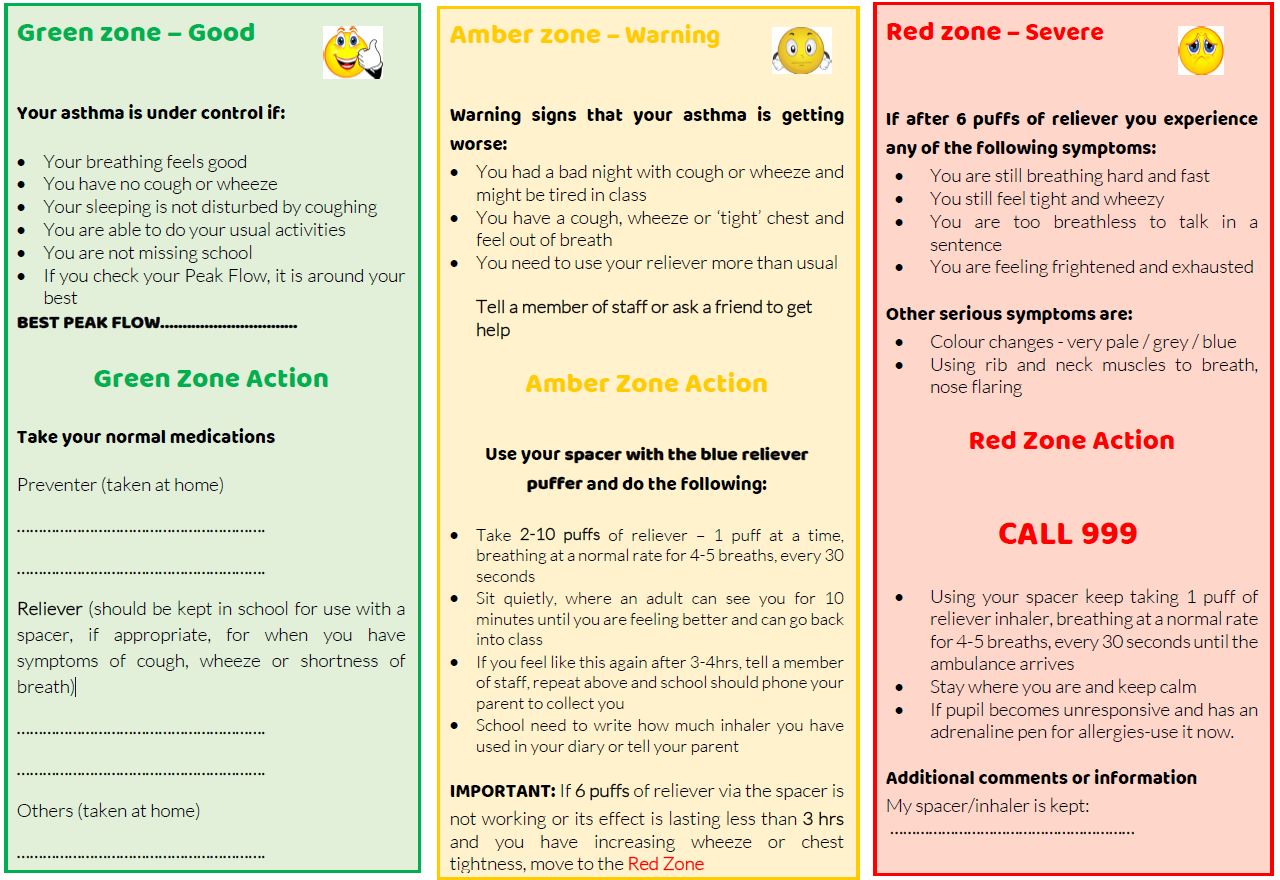 Green zone – Good
Your asthma is under control if:
• Your breathing feels good
• You have no cough or wheeze
• Your sleeping is not disturbed by coughing
• You are able to do your usual activities
• You are not missing school
• If you check your Peak Flow, it is around your
best
BEST PEAK FLOW................................
Green Zone Action
Take your normal medications
Preventer (taken at home)
………………………………………………….
………………………………………………….
Reliever (should be kept in school for use with a
spacer, if appropriate, for when you have
symptoms of cough, wheeze or shortness of
breath)
………………………………………………….
………………………………………………….
Others (taken at home)
………………………………………………….
Amber zone – Warning
Warning signs that your asthma is getting
worse:
• You had a bad night with cough or wheeze and
might be tired in class
• You have a cough, wheeze or ‘tight’ chest and
feel out of breath
• You need to use your reliever more than usual
Tell a member of staff or ask a friend to get
help
Amber Zone Action
Use your spacer with the blue reliever
puffer and do the following:
• Take 2-10 puffs of reliever – 1 puff at a time,
breathing at a normal rate for 4-5 breaths, every 30
seconds
• Sit quietly, where an adult can see you for 10
minutes until you are feeling better and can go back
into class
• If you feel like this again after 3-4hrs, tell a member
of staff, repeat above and school should phone your
parent to collect you
• School need to write how much inhaler you have
used in your diary or tell your parent
IMPORTANT: If 6 puffs of reliever via the spacer is
not working or its effect is lasting less than 3 hrs
and you have increasing wheeze or chest
tightness, move to the Red Zone
Red zone – Severe
If after 6 puffs of reliever you experience
any of the following symptoms:
• You are still breathing hard and fast
• You still feel tight and wheezy
• You are too breathless to talk in a
sentence
• You are feeling frightened and exhausted
Other serious symptoms are:
• Colour changes - very pale / grey / blue
• Using rib and neck muscles to breath,
nose flaring
Red Zone Action
CALL 999
• Using your spacer keep taking 1 puff of
reliever inhaler, breathing at a normal rate
for 4-5 breaths, every 30 seconds until the
ambulance arrives
• Stay where you are and keep calm
• If pupil becomes unresponsive and has an
adrenaline pen for allergies-use it now.
Additional comments or information
My spacer/inhaler is kept:
…………………………………………………